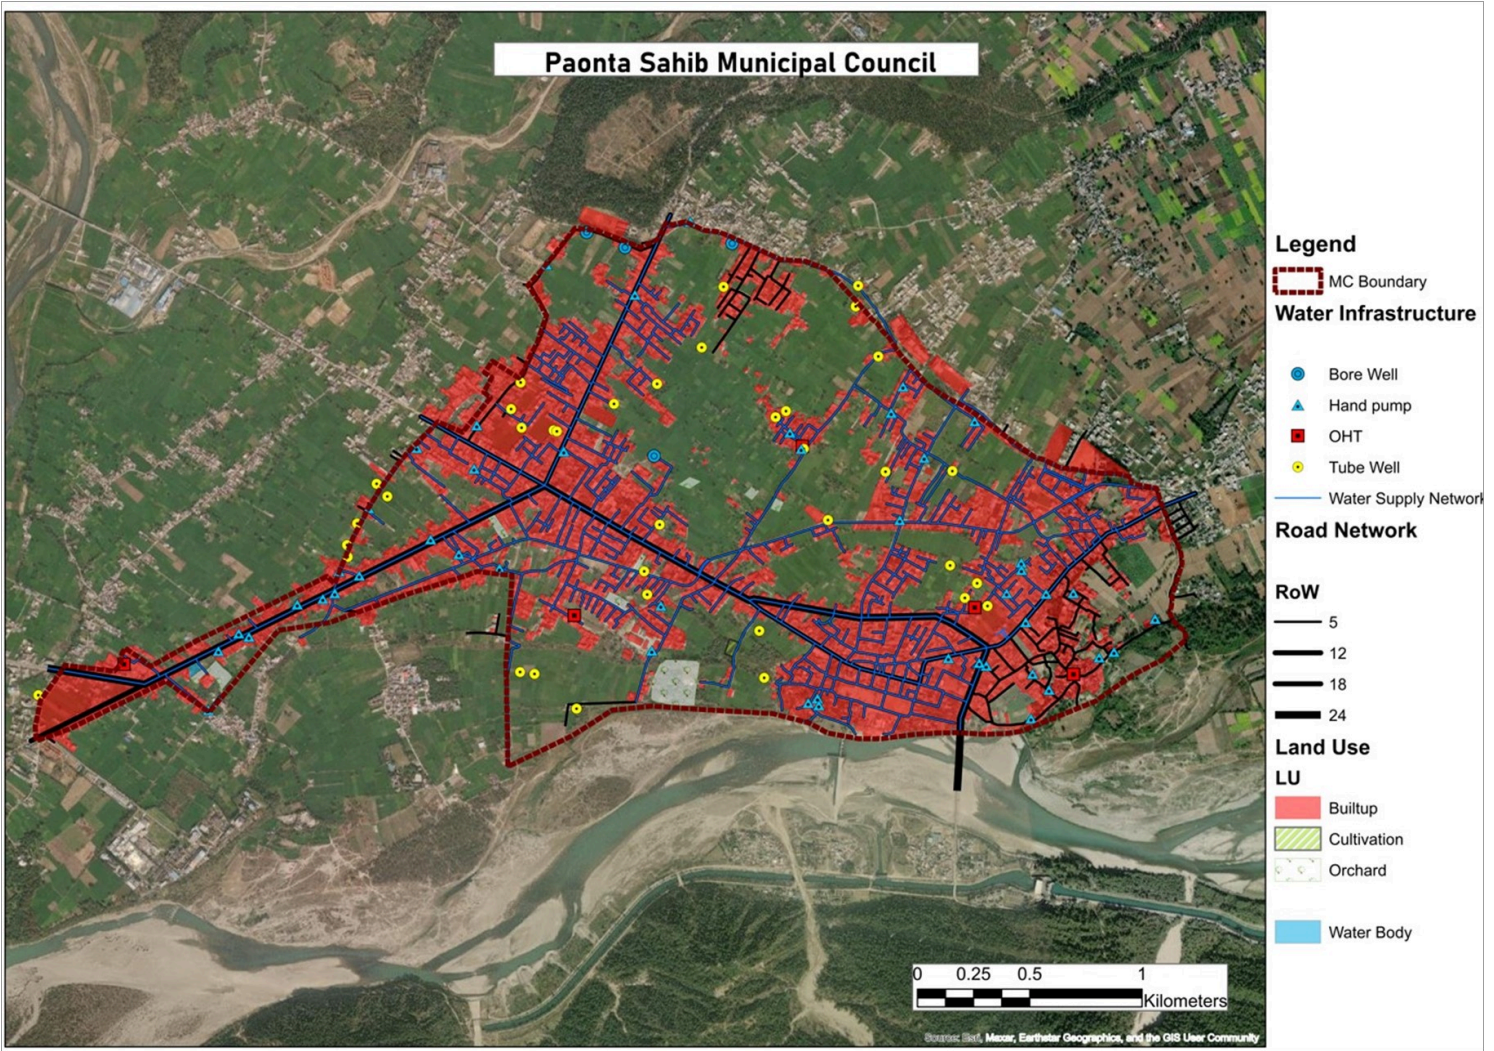 Paonta Sahib Municipal Council
Legend
MC Boundary
Water Infrastructure
Bore Well
Hand pump
OHT
Tube Well
Water Supply Network
Road Network
RoW
5
12
18
24
Land Use
LU
Builtup
Cultivation
Orchard
Water Body
0 0.25 0.5 1
Kilometers
Source: Esri, Maxar, Earthstar Geographics, and the GIS User Community